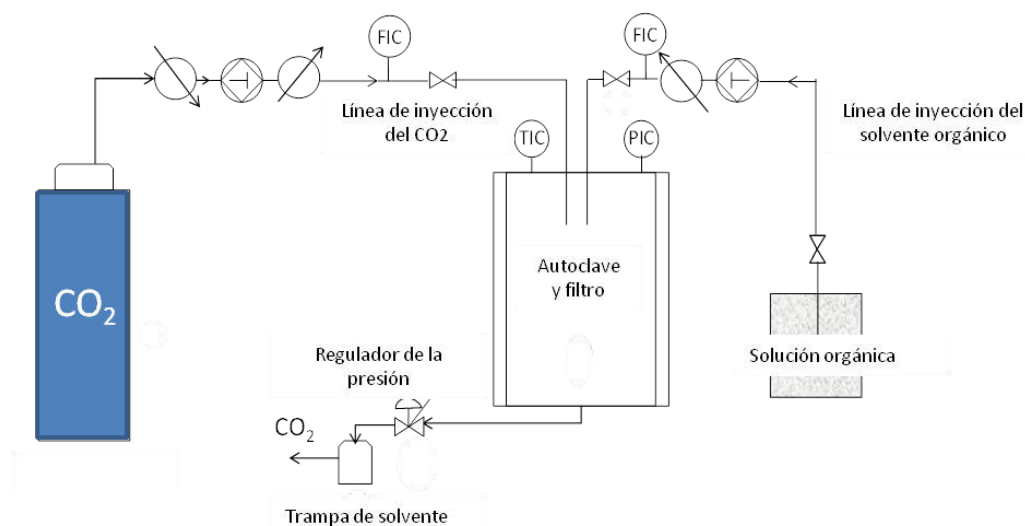 FIC
FIC
Línea de inyección
del CO2
Línea de inyección del
solvente orgánico
TIC
PIC
Autoclave
y filtro
CO₂
Solución orgánica
Regulador de la
presión
CO₂
Trampa de solvente